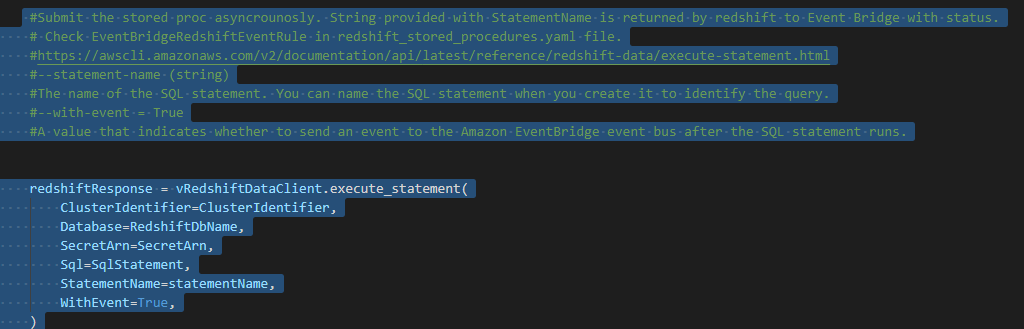 #Submit the stored proc asyncrounosly. String provided with StatementName is returned by redshift to Event Bridge with status.
# Check EventBridgeRedshiftEventRule in redshift_stored_procedures.yaml file.
#https://awscli.amazonaws.com/v2/documentation/api/latest/reference/redshift-data/execute-statement.html
#--statement-name (string)
#The name of the SQL statement. You can name the SQL statement when you create it to identify the query.
#--with-event = True
#A value that indicates whether to send an event to the Amazon EventBridge event bus after the SQL statement runs.
redshiftResponse = vRedshiftDataClient.execute_statement(
ClusterIdentifier=ClusterIdentifier,
Database=RedshiftDbName,
SecretArn=SecretArn,
Sql=SqlStatement,
StatementName=statementName,
WithEvent=True,
)